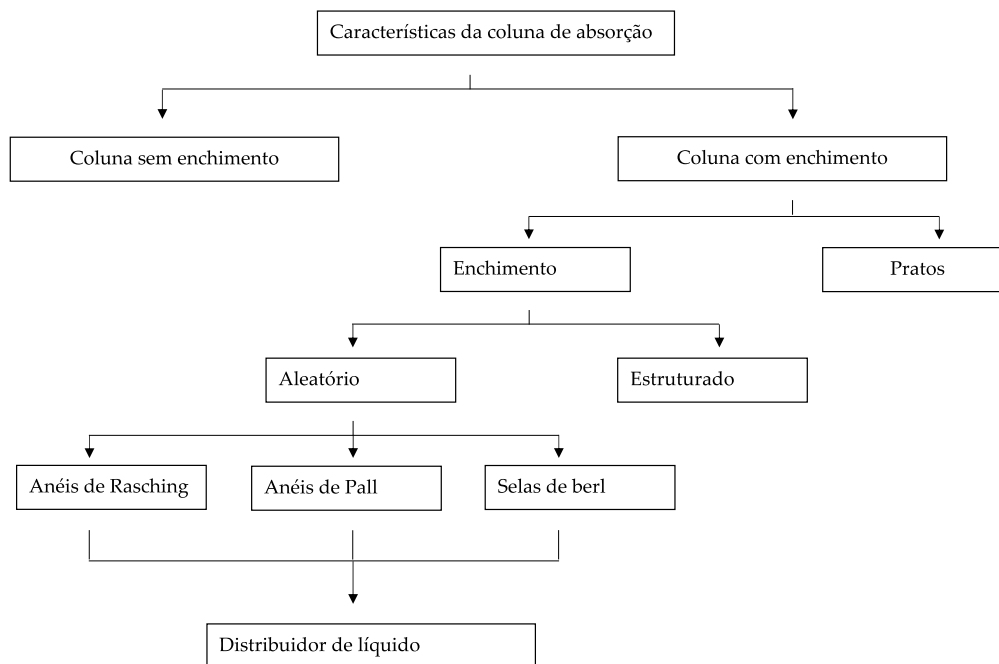 Características da coluna de absorção
Coluna sem enchimento
Coluna com enchimento
Enchimento
Pratos
Aleatório
Estruturado
Anéis de Rasching
Anéis de Pall
Selas de berl
Distribuidor de líquido